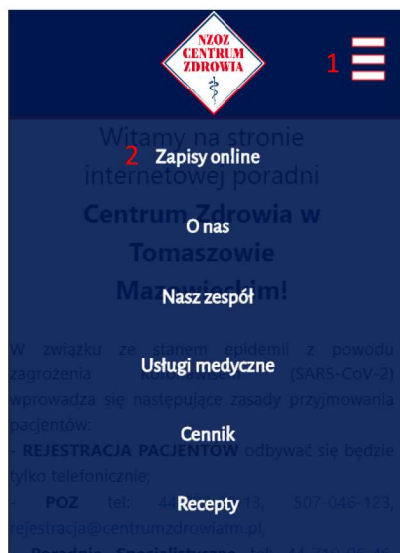 NZOZ
CENTRUM
ZDROWIA
1
Witamy na stronie
2 Zapisy online
internetowej poradni
Centrum Zdrowia w
O nas
Tomaszowie
Mazowieckim!
Nasz zespół
W związku ze stanem epidemii z powodu
zagrożenia (SARS-CoV-2)
Usługi medyczne
wprowadza się następujące zasady przyjmowania
pacjentów:
Cennik
- REJESTRACJA PACJENTÓW odbywać się będzie
tylko telefonicznie;
- POZ tel: 507-046-123,
Recepty
rejestracja@centrumzdrowiatm.pl,